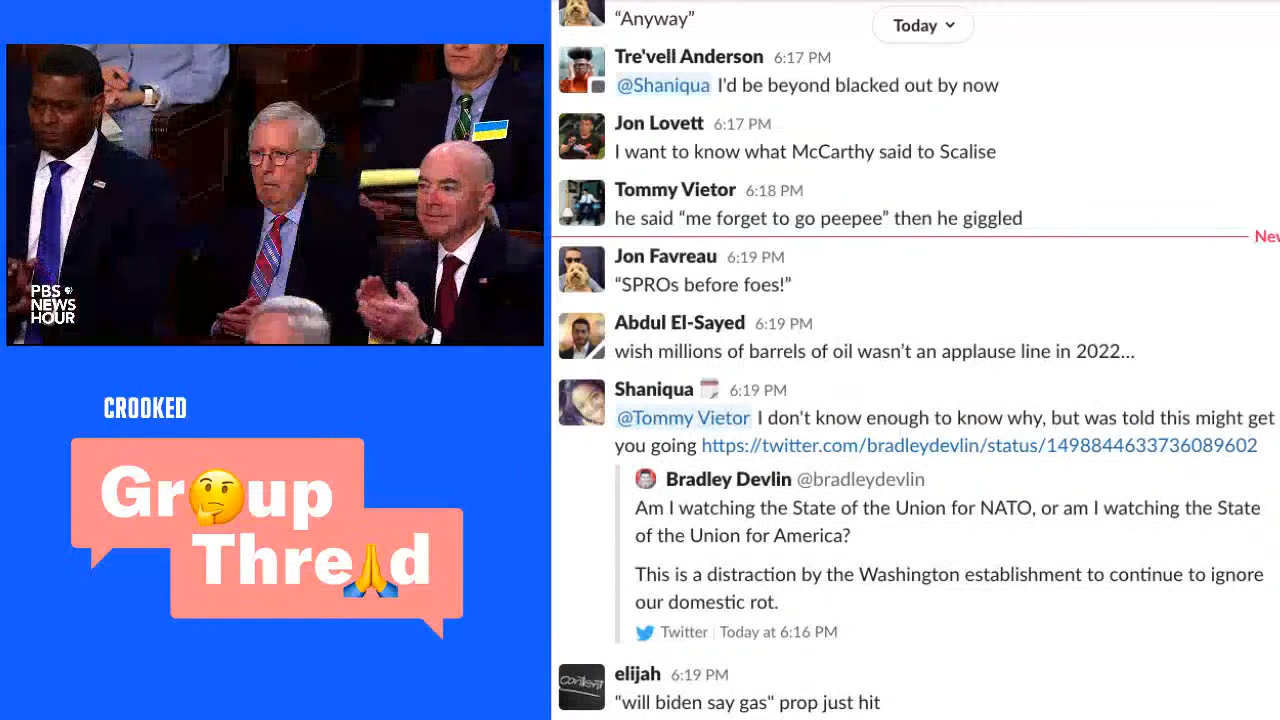 PBS
NEWS
HOUR
CROOKED
Gr🤔up
Thre🙏d
“Anyway”
Today
Tre'vell Anderson 6:17 PM
@Shaniqua I'd be beyond blacked out by now
Jon Lovett 6:17 PM
I want to know what McCarthy said to Scalise
Tommy Vietor 6:18 PM
he said “me forget to go peepee” then he giggled
New
Jon Favreau 6:19 PM
“SPROs before foes!”
Abdul El-Sayed 6:19 PM
wish millions of barrels of oil wasn’t an applause line in 2022…
Shaniqua 6:19 PM
@Tommy Vietor I don't know enough to know why, but was told this might get
you going https://twitter.com/bradleydevlin/status/1498844633736089602
Bradley Devlin @bradleydevlin
Am I watching the State of the Union for NATO, or am I watching the State
of the Union for America?
This is a distraction by the Washington establishment to continue to ignore
our domestic rot.
Twitter | Today at 6:16 PM
elijah 6:19 PM
content
"will biden say gas" prop just hit